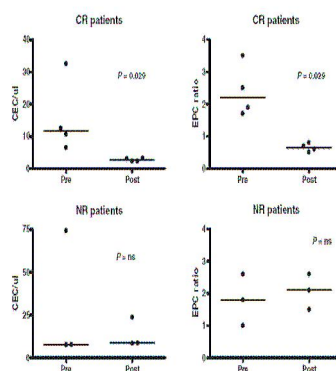 CR patients
CR patients
CEC/ul
40
30
20
10
0
P = 0.029
Pre
Post
EPC ratio
4
3
2
1
0
P = 0.029
Pre
Post
NR patients
NR patients
CEC/ul
75
50
25
0
P = ns
Pre
Post
EPC ratio
4
3
2
1
0
P = ns
Pre
Post